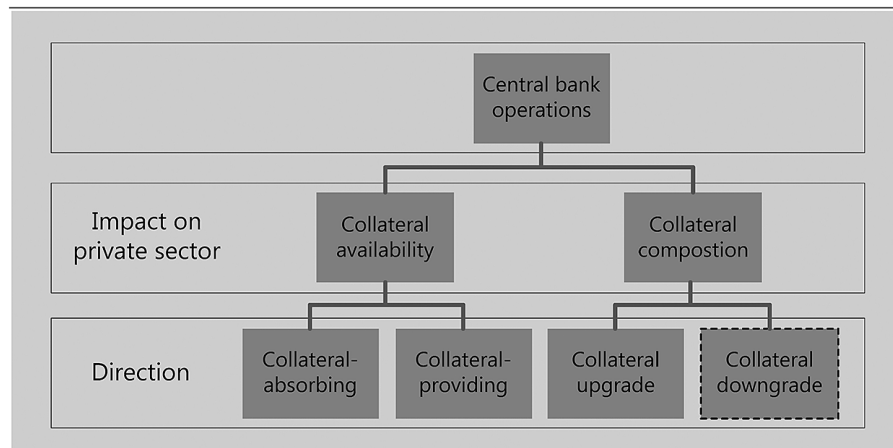 Central bank
operations
Impact on
private sector
Collateral
availability
Collateral
compostion
Direction
Collateral-
absorbing
Collateral-
providing
Collateral
upgrade
Collateral
downgrade